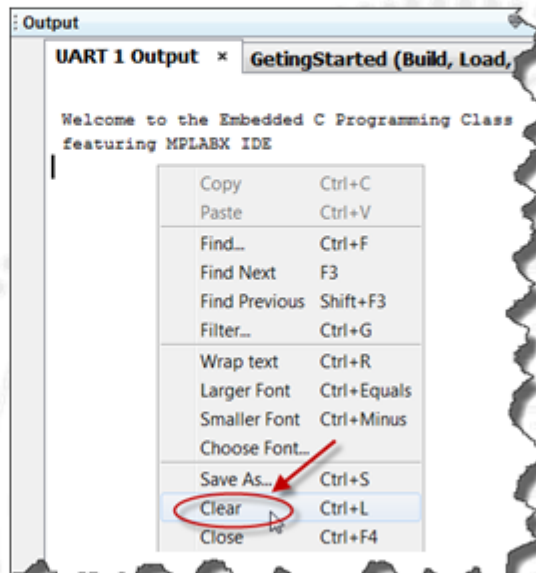 Output
UART 1 Output × GetingStarted (Build, Load,
Welcome to the Embedded C Programming Class
featuring MPLABX IDE
Copy Ctrl+C
Paste Ctrl+V
Find... Ctrl+F
Find Next F3
Find Previous Shift+F3
Filter... Ctrl+G
Wrap text Ctrl+R
Larger Font Ctrl+Equals
Smaller Font Ctrl+Minus
Choose Font...
Save As... Ctrl+S
Clear Ctrl+L
Close Ctrl+F4